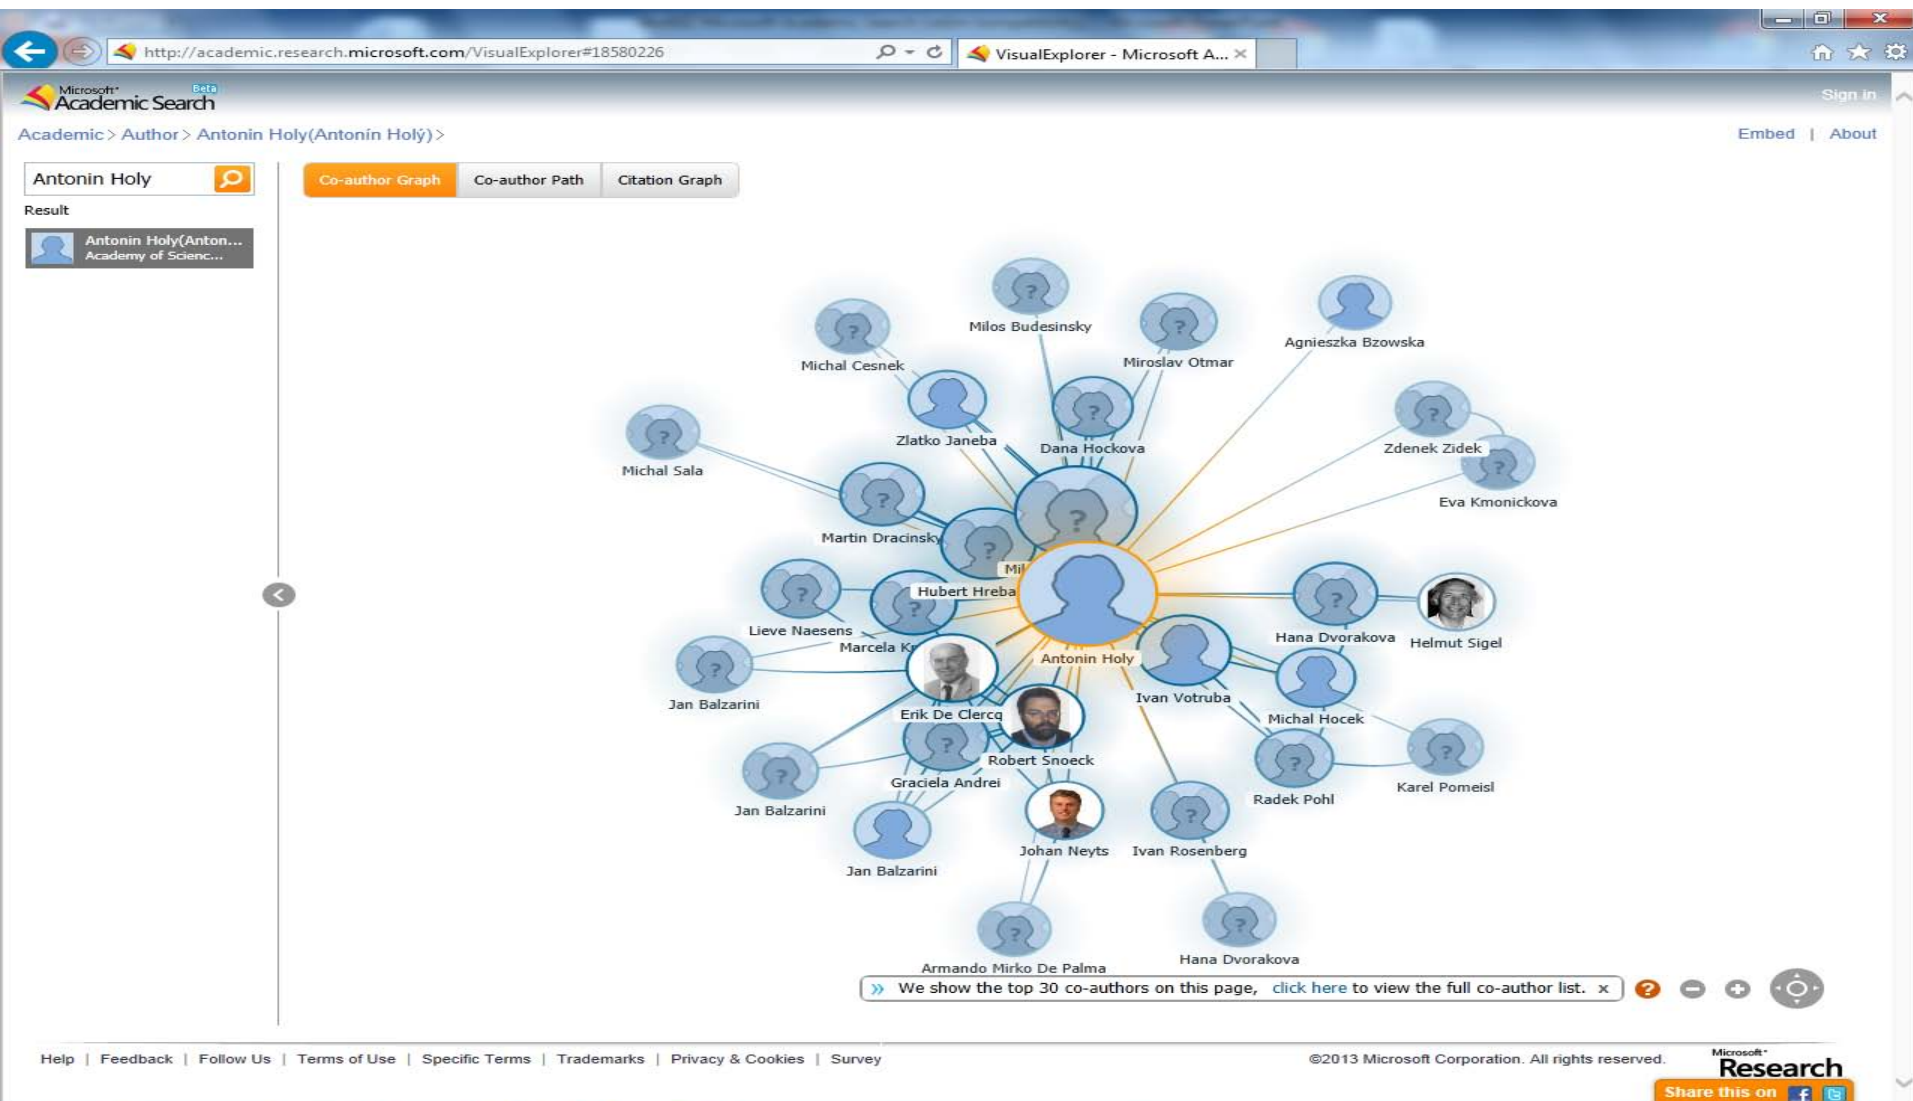 http://academic.research.microsoft.com/VisualExplorer#18580226
VisualExplorer - Microsoft A...
Microsoft
Academic Search Beta
Sign in
Academic > Author > Antonin Holy(Antonín Holý) >
Embed | About
Antonin Holy
Co-author Graph
Co-author Path
Citation Graph
Result
Antonin Holy(Anton...
Academy of Scienc...
Milos Budesinsky
Agnieszka Bzowska
Miroslav Otmar
Michal Cesnek
Zlatko Janeba
Dana Hockova
Zdenek Zidek
Michal Sala
Eva Kmonickova
Martin Dracinsky
Hubert Hreba
Lieve Naesens
Hana Dvorakova
Helmut Sigel
Marcela
Antonin Holy
Jan Balzarini
Ivan Votruba
Erik De Clercq
Michal Hocek
Robert Snoeck
Graciela Andrei
Karel Pomeisl
Radek Pohl
Jan Balzarini
Johan Neyts
Ivan Rosenberg
Jan Balzarini
Hana Dvorakova
Armando Mirko De Palma
We show the top 30 co-authors on this page, click here to view the full co-author list. x
Help | Feedback | Follow Us | Terms of Use | Specific Terms | Trademarks | Privacy & Cookies | Survey
©2013 Microsoft Corporation. All rights reserved.
Microsoft
Research
Share this on